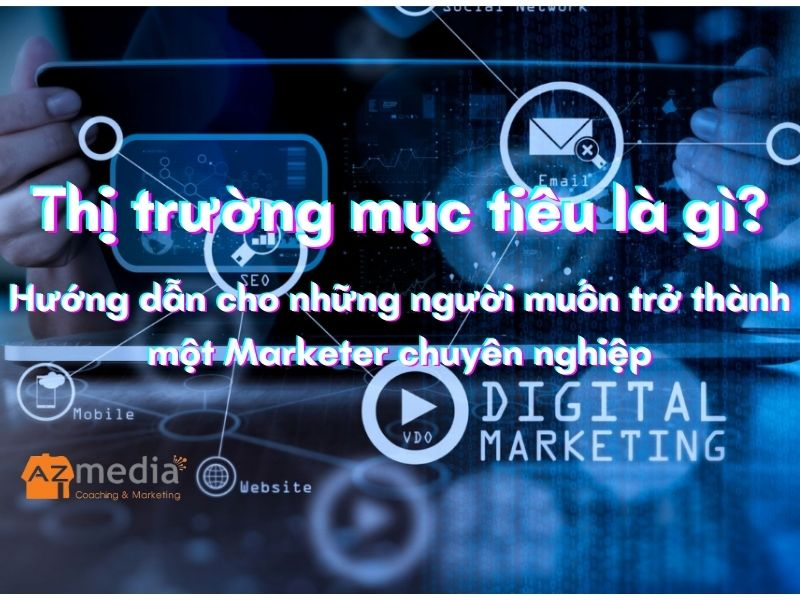 Social Network
Email
Thị trường mục tiêu là gì?
SEO
Hướng dẫn cho những người muốn trở thành
một Marketer chuyên nghiệp
Mobile
VDO
DIGITAL
MARKETING
AZmedia
Coaching & Marketing
Website